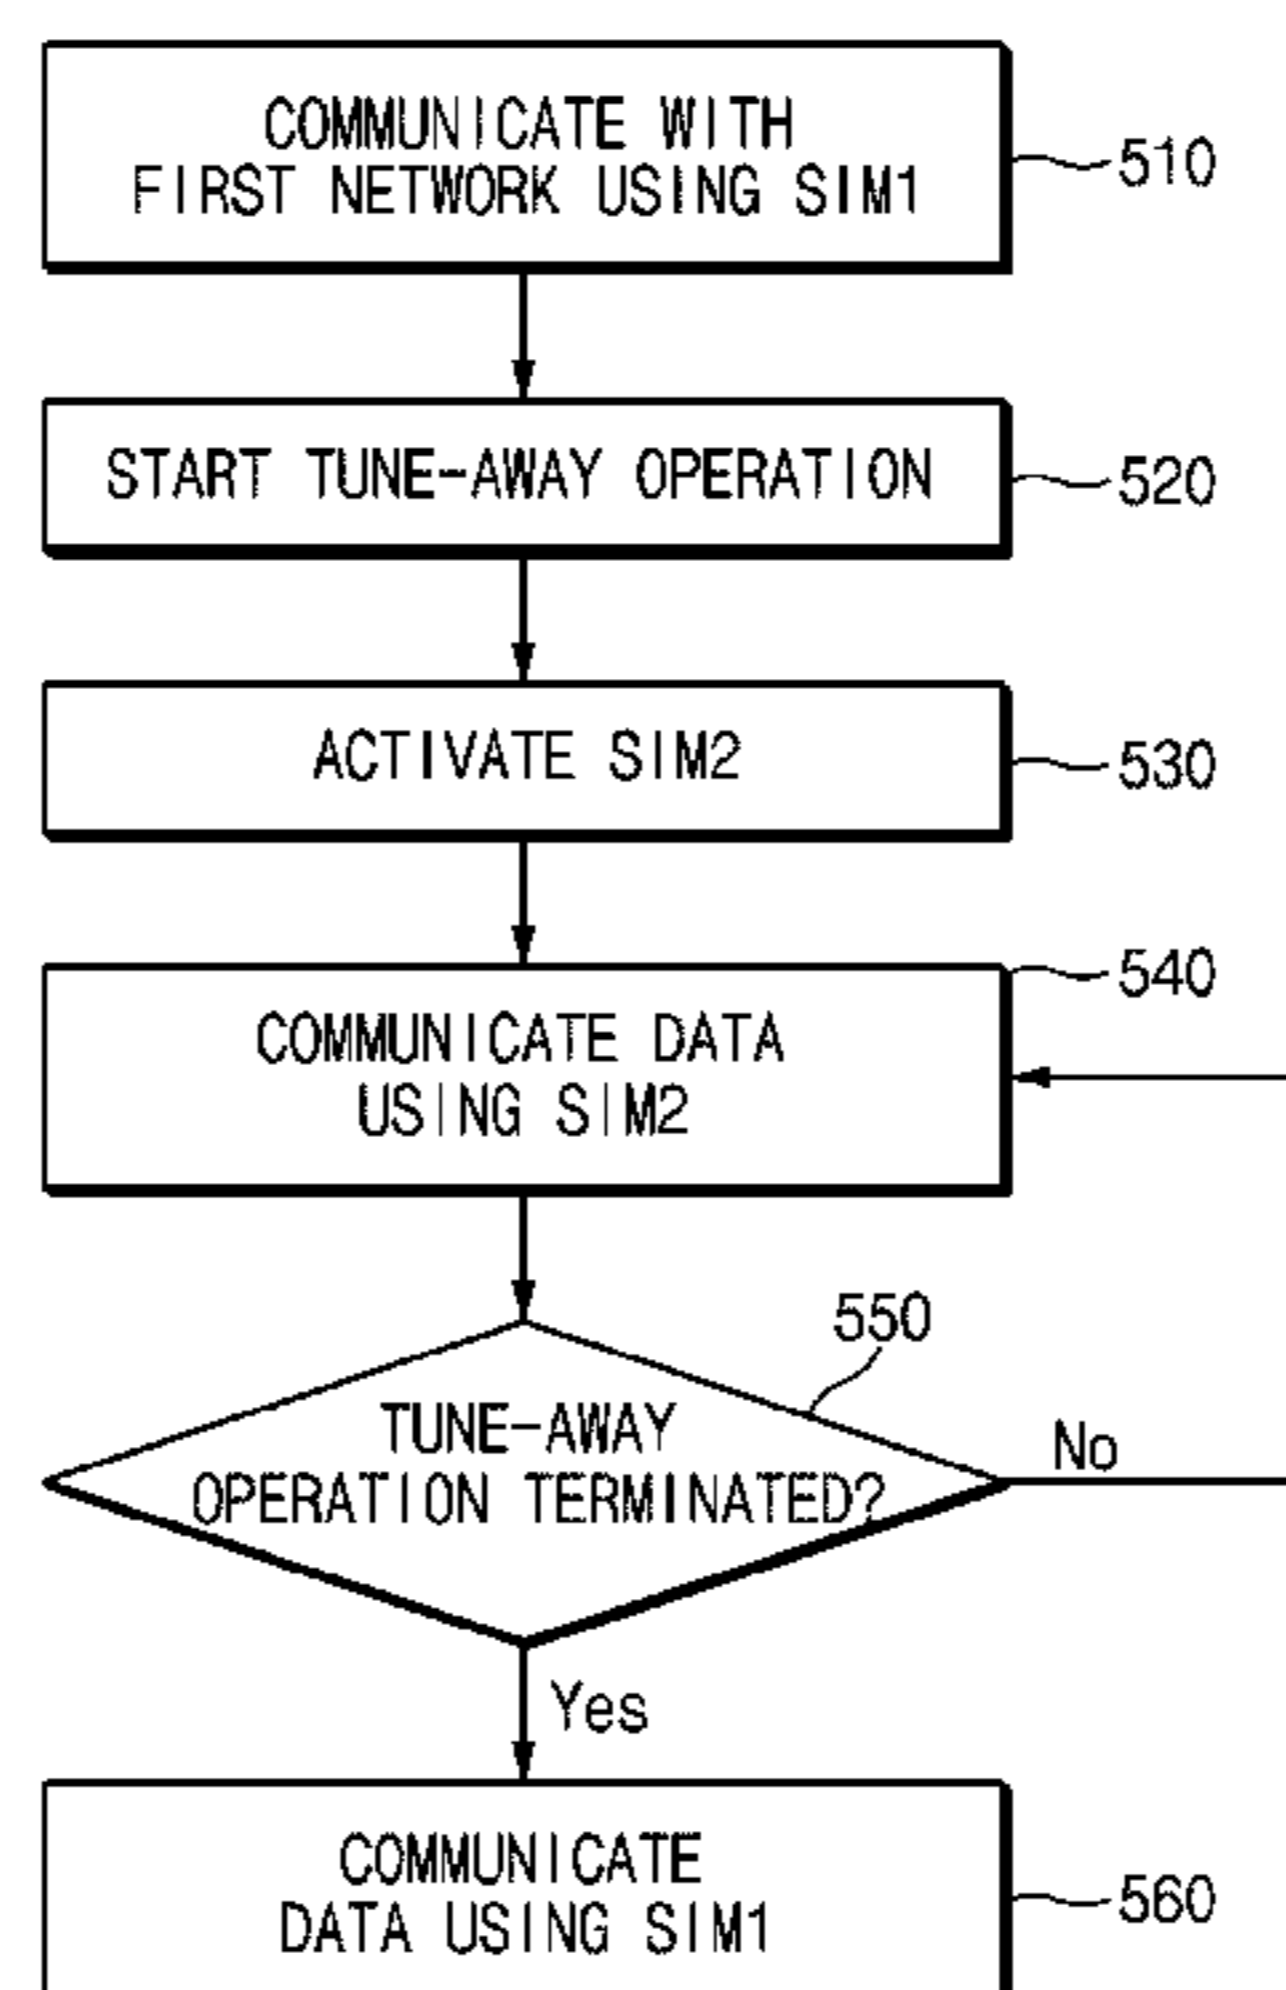 COMMUNICATE WITH
FIRST NETWORK USING SIM1
510
START TUNE-AWAY OPERATION
520
ACTIVATE SIM2
530
540
COMMUNICATE DATA
USING SIM2
550
TUNE-AWAY
OPERATION TERMINATED?
No
Yes
COMMUNICATE
DATA USING SIM1
560